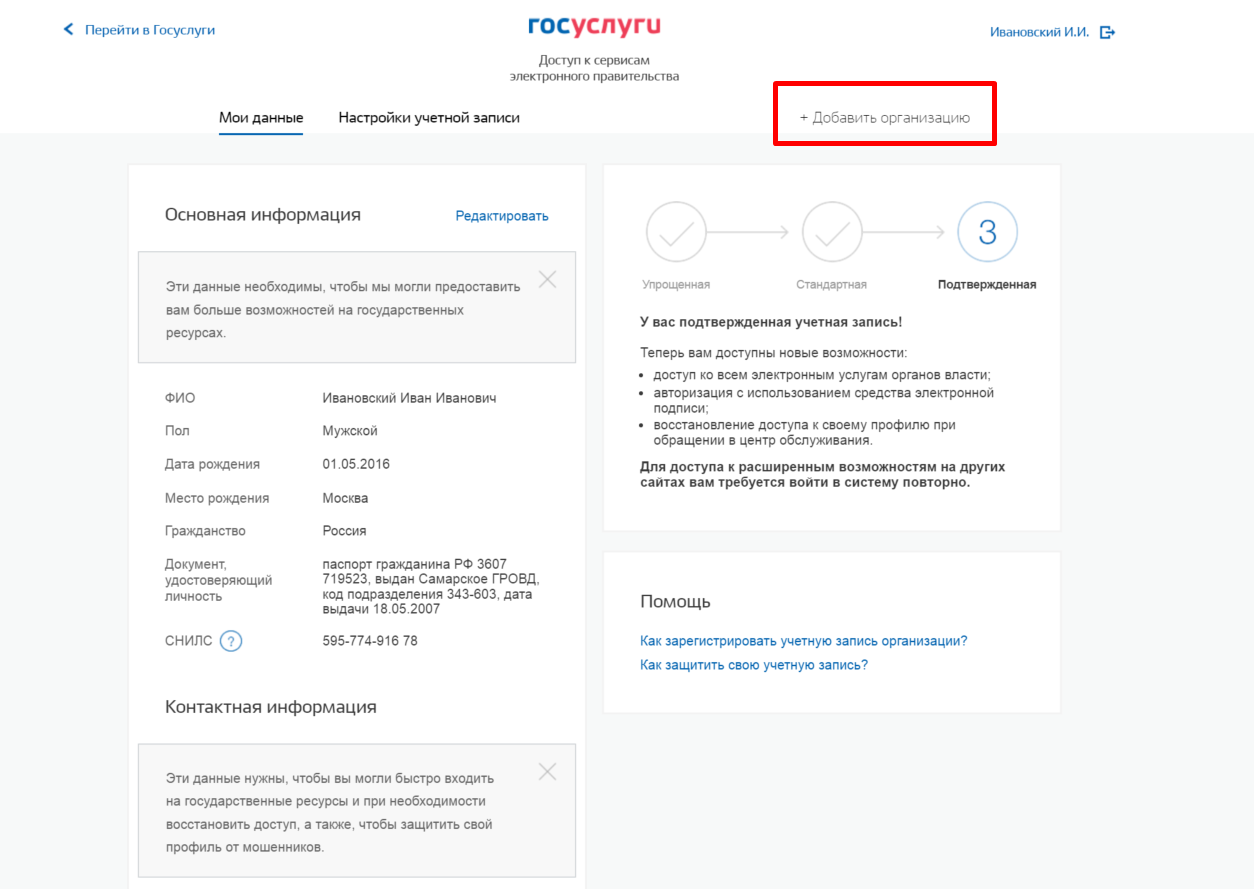 Перейти в Госуслуги
госуслуги
Ивановский И.И.
Доступ к сервисам
электронного правительства
Мои данные
Настройки учетной записи
+ Добавить организацию
Основная информация
Редактировать
Эти данные необходимы, чтобы мы могли предоставить
вам больше возможностей на государственных
ресурсах.
ФИО
Ивановский Иван Иванович
Пол
Мужской
Дата рождения
01.05.2016
Место рождения
Москва
Гражданство
Россия
Документ,
удостоверяющий
личность
паспорт гражданина РФ 3607
719523, выдан Самарское ГРОВД,
код подразделения 343-603, дата
выдачи 18.05.2007
СНИЛС ?
595-774-916 78
Контактная информация
Эти данные нужны, чтобы вы могли быстро входить
на государственные ресурсы и при необходимости
восстановить доступ, а также, чтобы защитить свой
профиль от мошенников.
3
Упрощенная
Стандартная
Подтвержденная
У вас подтвержденная учетная запись!
Теперь вам доступны новые возможности:
• доступ ко всем электронным услугам органов власти;
• авторизация с использованием средства электронной
подписи;
• восстановление доступа к своему профилю при
обращении в центр обслуживания.
Для доступа к расширенным возможностям на других
сайтах вам требуется войти в систему повторно.
Помощь
Как зарегистрировать учетную запись организации?
Как защитить свою учетную запись?